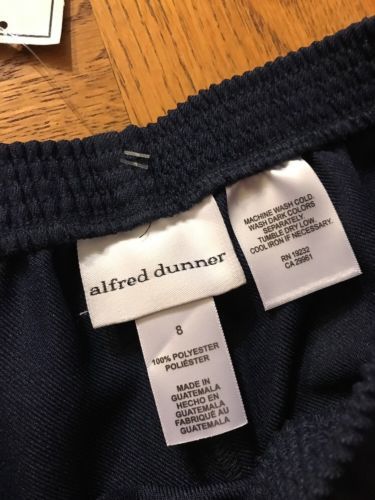 alfred dunner
8
100% POLYESTER
POLIÉSTER
MADE IN
GUATEMALA
HECHO EN
GUATEMALA
FABRIQUÉ AU
GUATEMALA
MACHINE WASH COLD.
WASH DARK COLORS
SEPARATELY
TUMBLE DRY LOW.
COOL IRON IF NECESSARY.
RN 19232
CA 29961